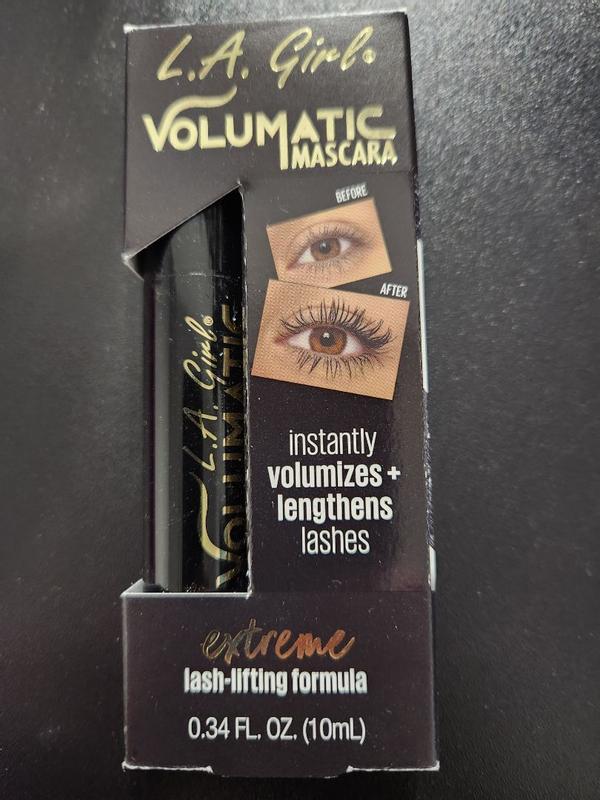 L.A. Girl®
VOLUMATIC
MASCARA
BEFORE
AFTER
L.A. Girl®
VOLUMATIC
instantly
volumizes +
lengthens
lashes
extreme
lash-lifting formula
0.34 FL. OZ. (10mL)